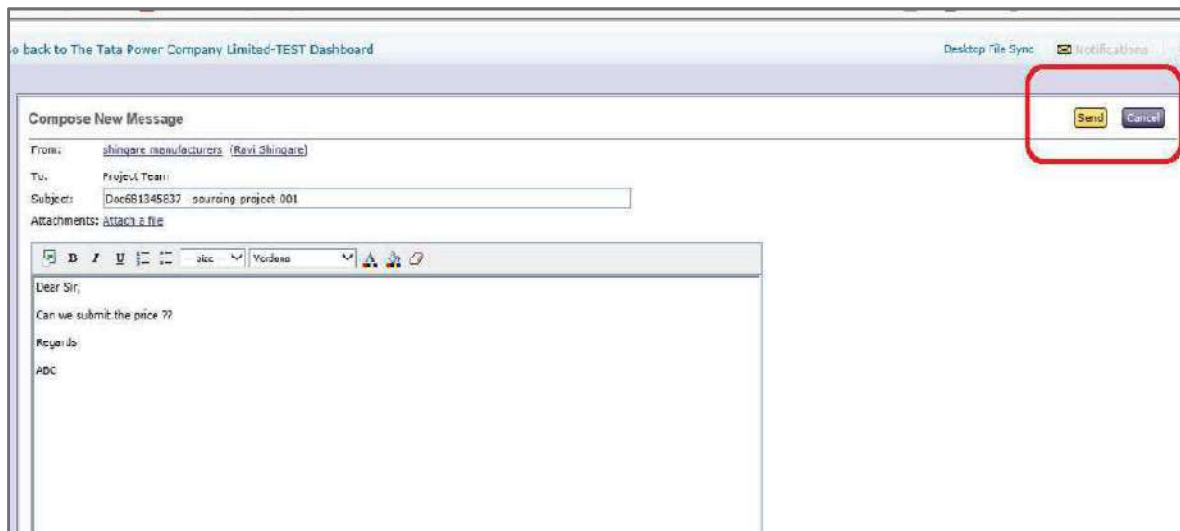 o back to The Tata Power Company Limited-TEST Dashboard
Desktop File Sync Notifications
Compose New Message
Send Cancel
From: shingare manufacturers (Ravi Shingare)
To: Project Team
Subject: Doc681345837 sourcing project 001
Attachments: Attach a file
B I U size Verdana A
Dear Sir,
Can we submit the price ??
Regards
ABC